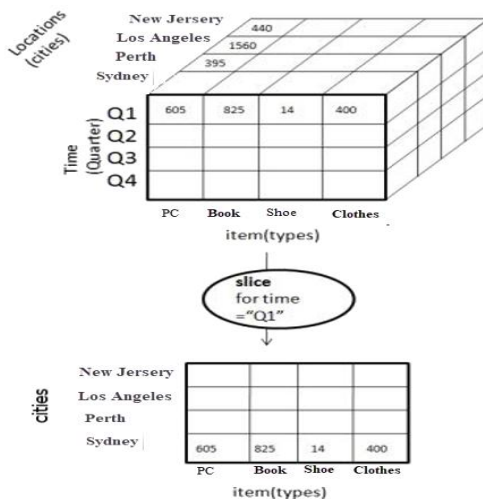 New Jersery
Los Angeles
Perth
Sydney
Locations
(cities)
440
1560
395
Q1
Q2
Q3
Q4
Time
(Quarter)
605 825 14 400
PC Book Shoe Clothes
item(types)
slice
for time
="Q1"
New Jersery
Los Angeles
Perth
Sydney
cities
605 825 14 400
PC Book Shoe Clothes
item(types)